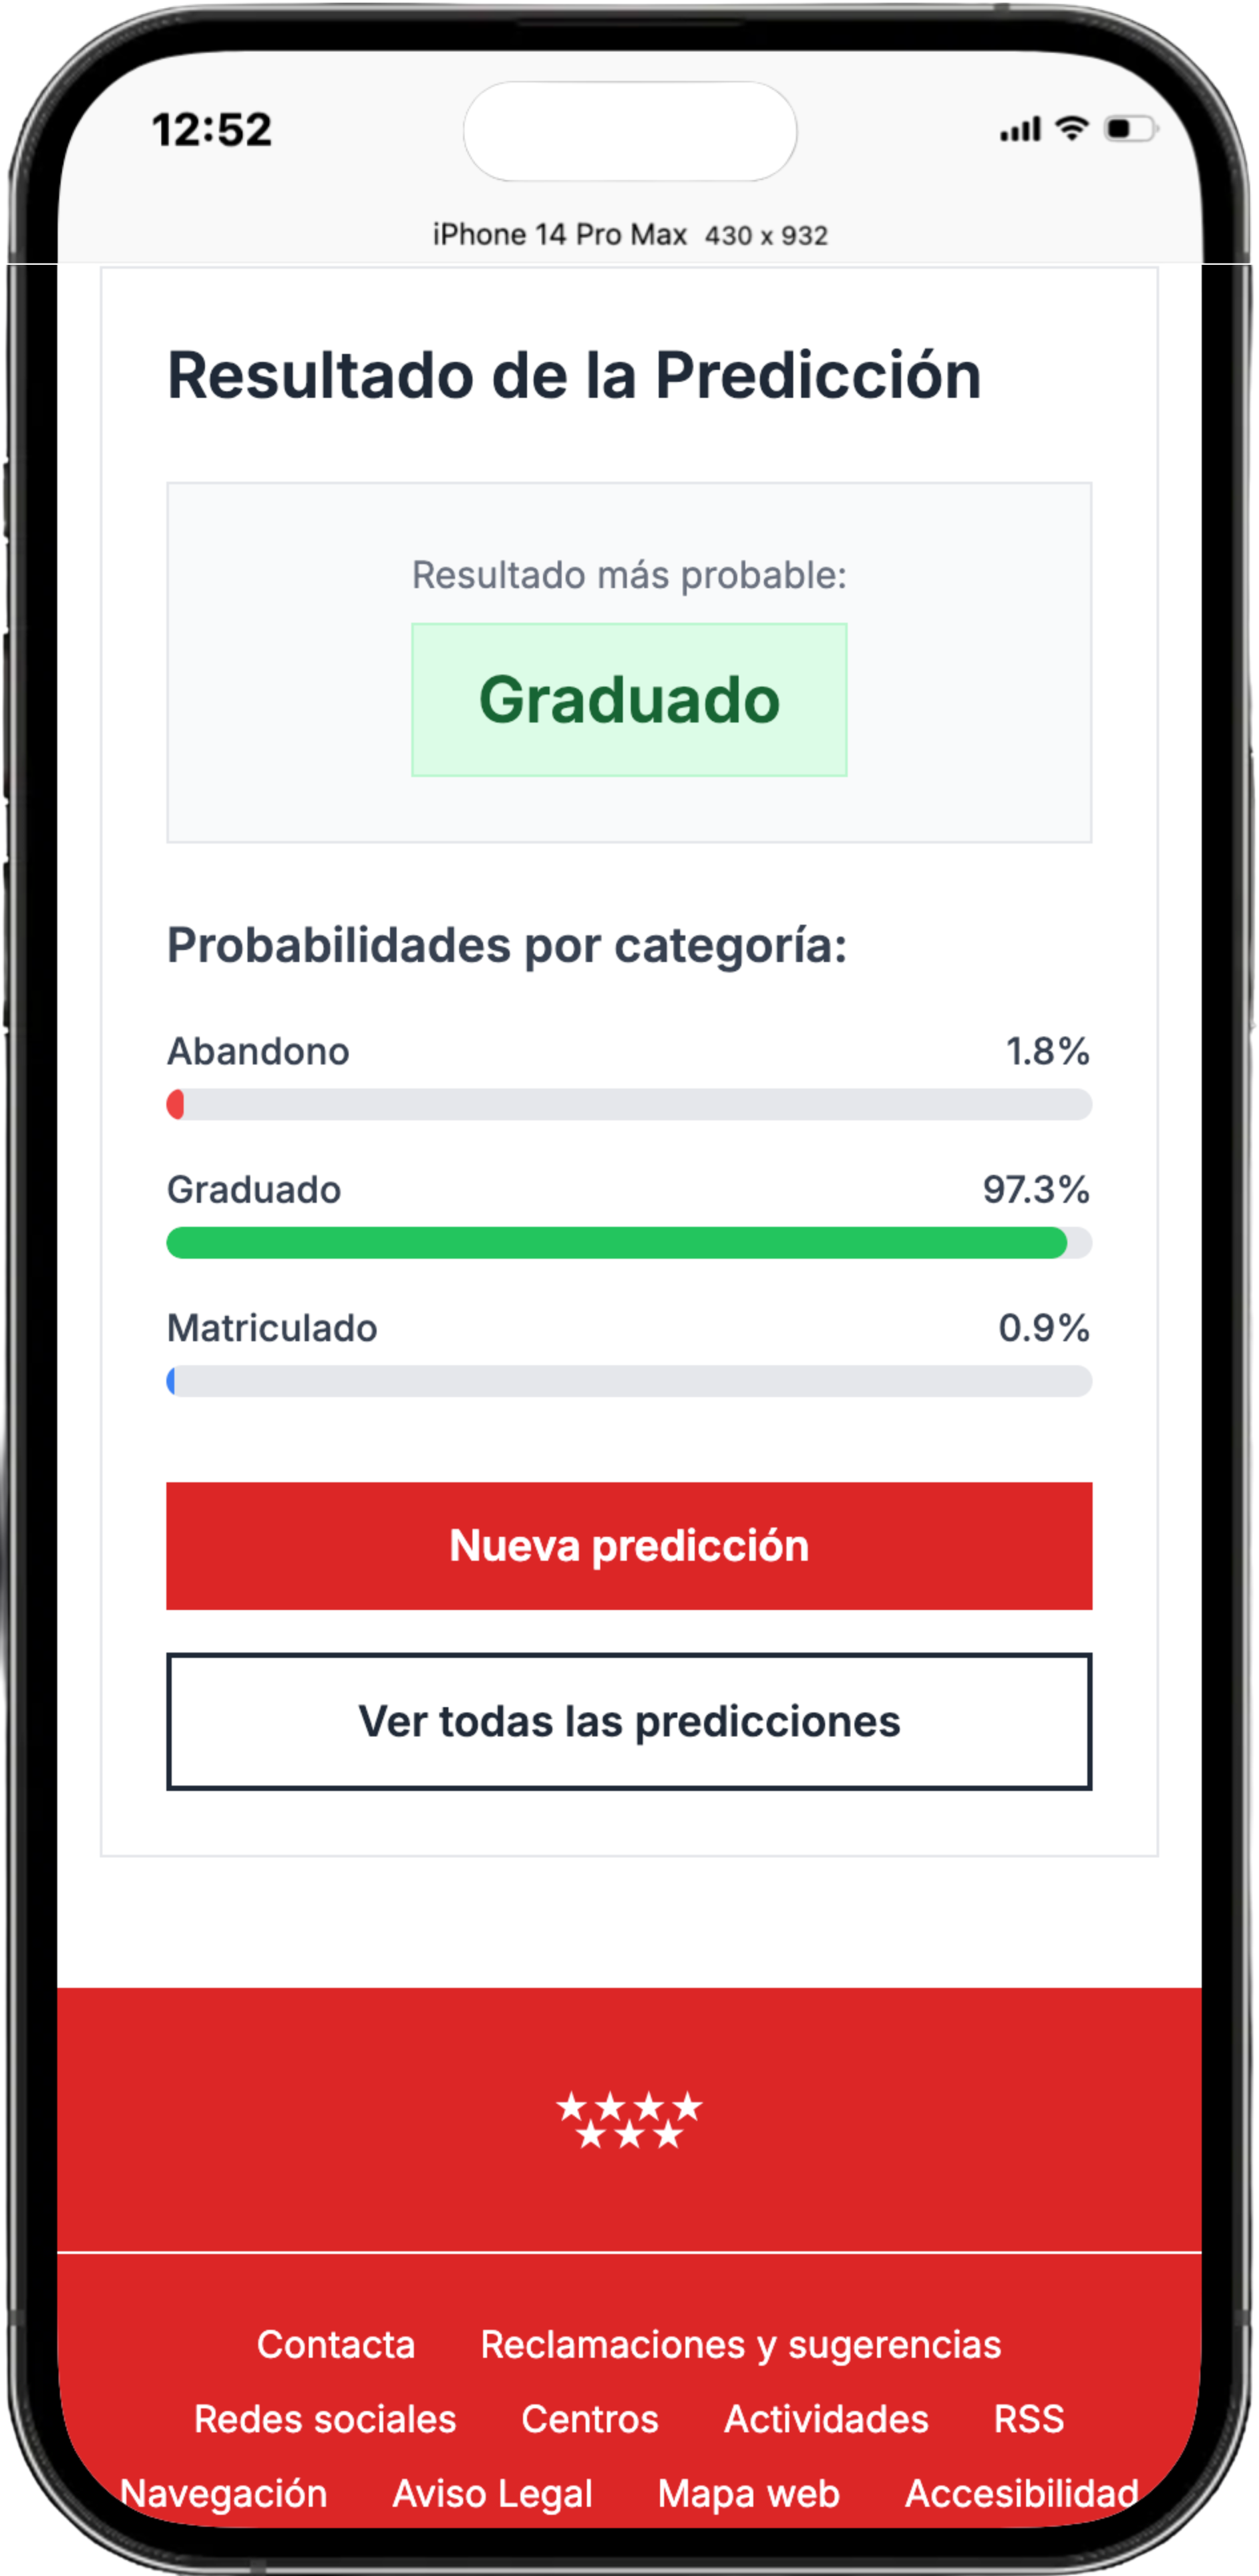 12:52
iPhone 14 Pro Max 430 x 932
Resultado de la Predicción
Resultado más probable:
Graduado
Probabilidades por categoría:
Abandono 1.8%
Graduado 97.3%
Matriculado 0.9%
Nueva predicción
Ver todas las predicciones
Contacta Reclamaciones y sugerencias
Redes sociales Centros Actividades RSS
Navegación Aviso Legal Mapa web Accesibilidad